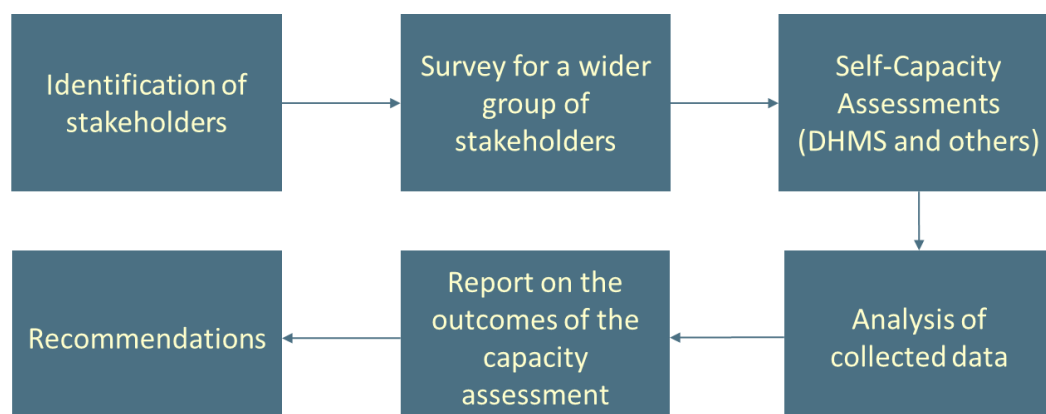 Identification of
stakeholders
Survey for a wider
group of
stakeholders
Self-Capacity
Assessments
(DHMS and others)
Analysis of
collected data
Report on the
outcomes of the
capacity
assessment
Recommendations